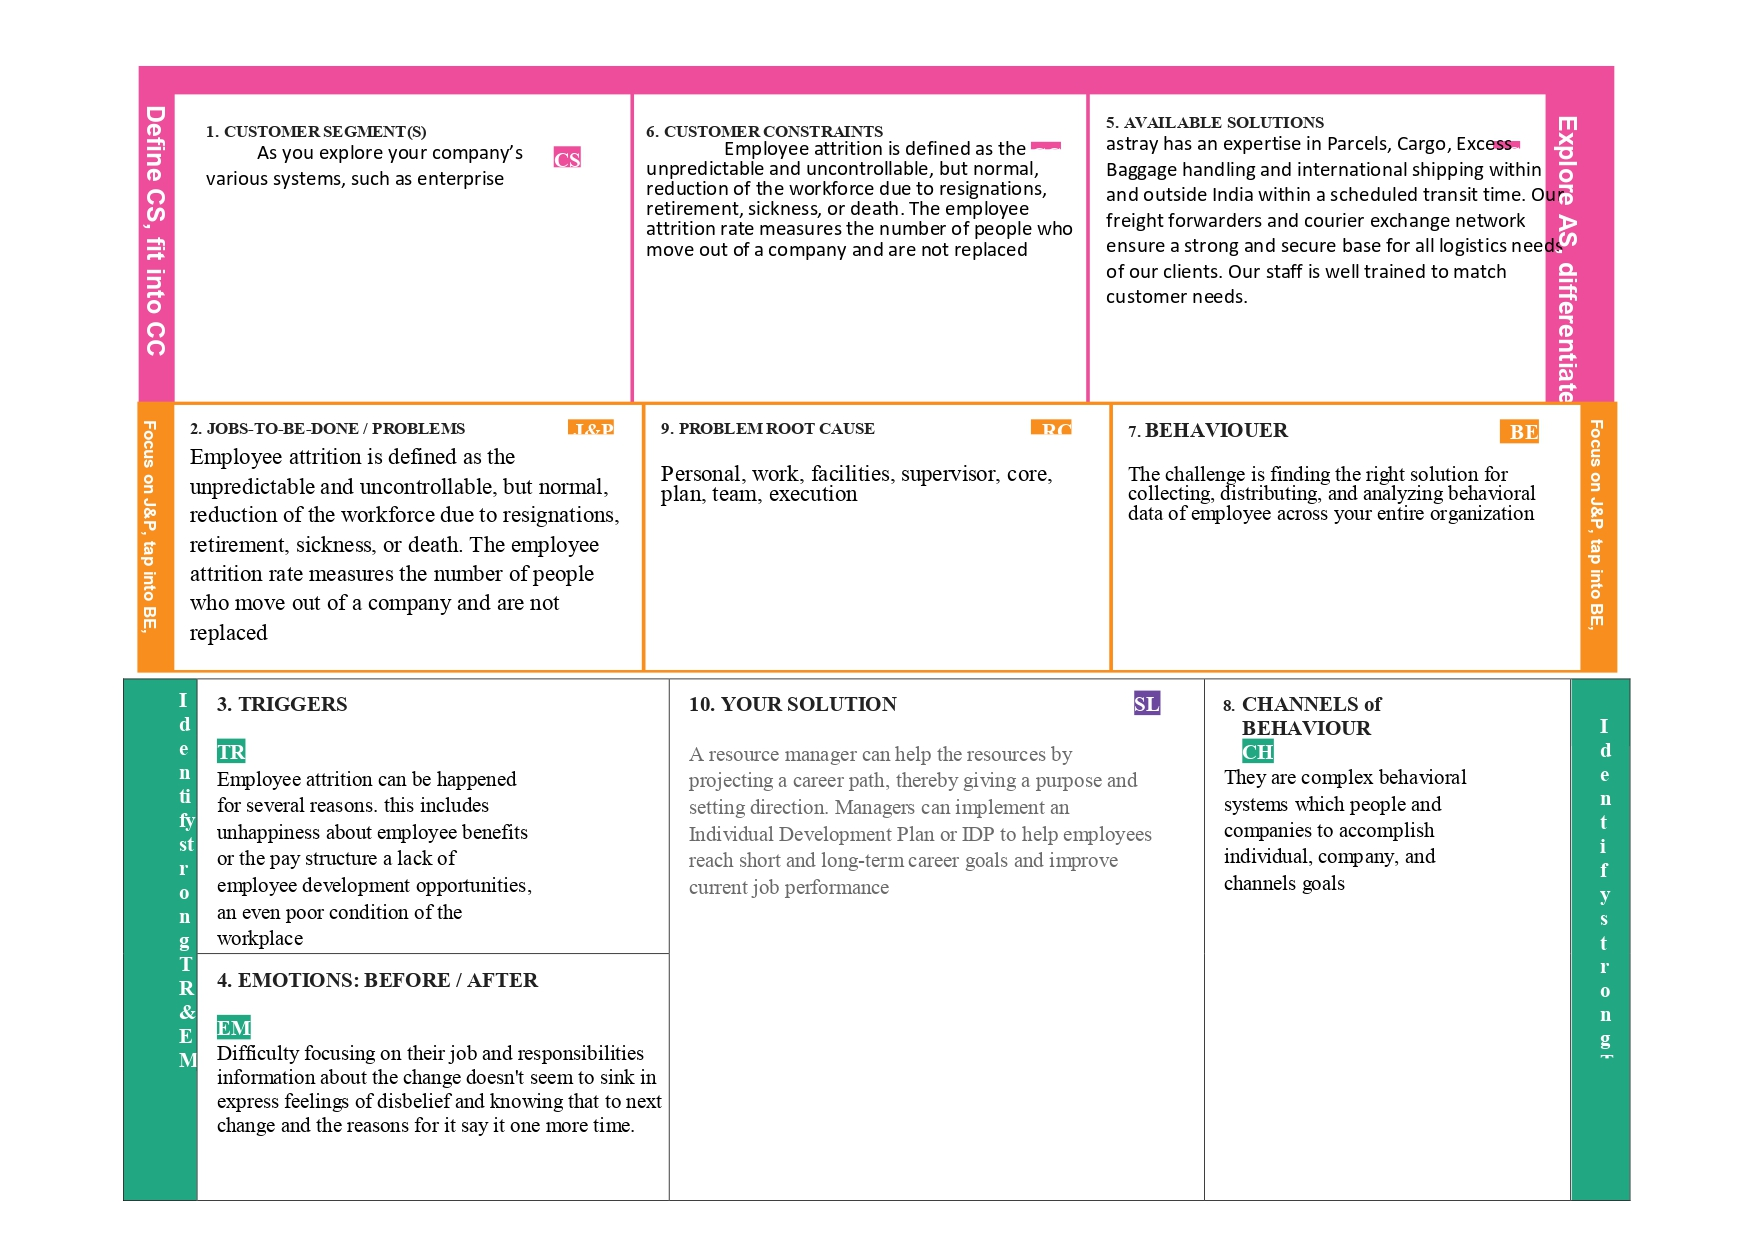 Define CS, fit into CC
1. CUSTOMER SEGMENT(S)
CS
As you explore your company’s
various systems, such as enterprise
6. CUSTOMER CONSTRAINTS
Employee attrition is defined as the
unpredictable and uncontrollable, but normal,
reduction of the workforce due to resignations,
retirement, sickness, or death. The employee
attrition rate measures the number of people who
move out of a company and are not replaced
5. AVAILABLE SOLUTIONS
astray has an expertise in Parcels, Cargo, Excess
Baggage handling and international shipping within
and outside India within a scheduled transit time. Our
freight forwarders and courier exchange network
ensure a strong and secure base for all logistics needs
of our clients. Our staff is well trained to match
customer needs.
Explore AS, differentiate
Focus on J&P, tap into BE,
2. JOBS-TO-BE-DONE / PROBLEMS
J&P
Employee attrition is defined as the
unpredictable and uncontrollable, but normal,
reduction of the workforce due to resignations,
retirement, sickness, or death. The employee
attrition rate measures the number of people
who move out of a company and are not
replaced
9. PROBLEM ROOT CAUSE
RC
Personal, work, facilities, supervisor, core,
plan, team, execution
7. BEHAVIOUER
BE
The challenge is finding the right solution for
collecting, distributing, and analyzing behavioral
data of employee across your entire organization
Focus on J&P, tap into BE,
I
d
e
n
ti
fy
st
r
o
n
g
T
R
&
E
M
3. TRIGGERS
TR
Employee attrition can be happened
for several reasons. this includes
unhappiness about employee benefits
or the pay structure a lack of
employee development opportunities,
an even poor condition of the
workplace
4. EMOTIONS: BEFORE / AFTER
EM
Difficulty focusing on their job and responsibilities
information about the change doesn't seem to sink in
express feelings of disbelief and knowing that to next
change and the reasons for it say it one more time.
10. YOUR SOLUTION
SL
A resource manager can help the resources by
projecting a career path, thereby giving a purpose and
setting direction. Managers can implement an
Individual Development Plan or IDP to help employees
reach short and long-term career goals and improve
current job performance
8. CHANNELS of
BEHAVIOUR
CH
They are complex behavioral
systems which people and
companies to accomplish
individual, company, and
channels goals
I
d
e
n
t
i
f
y
s
t
r
o
n
g